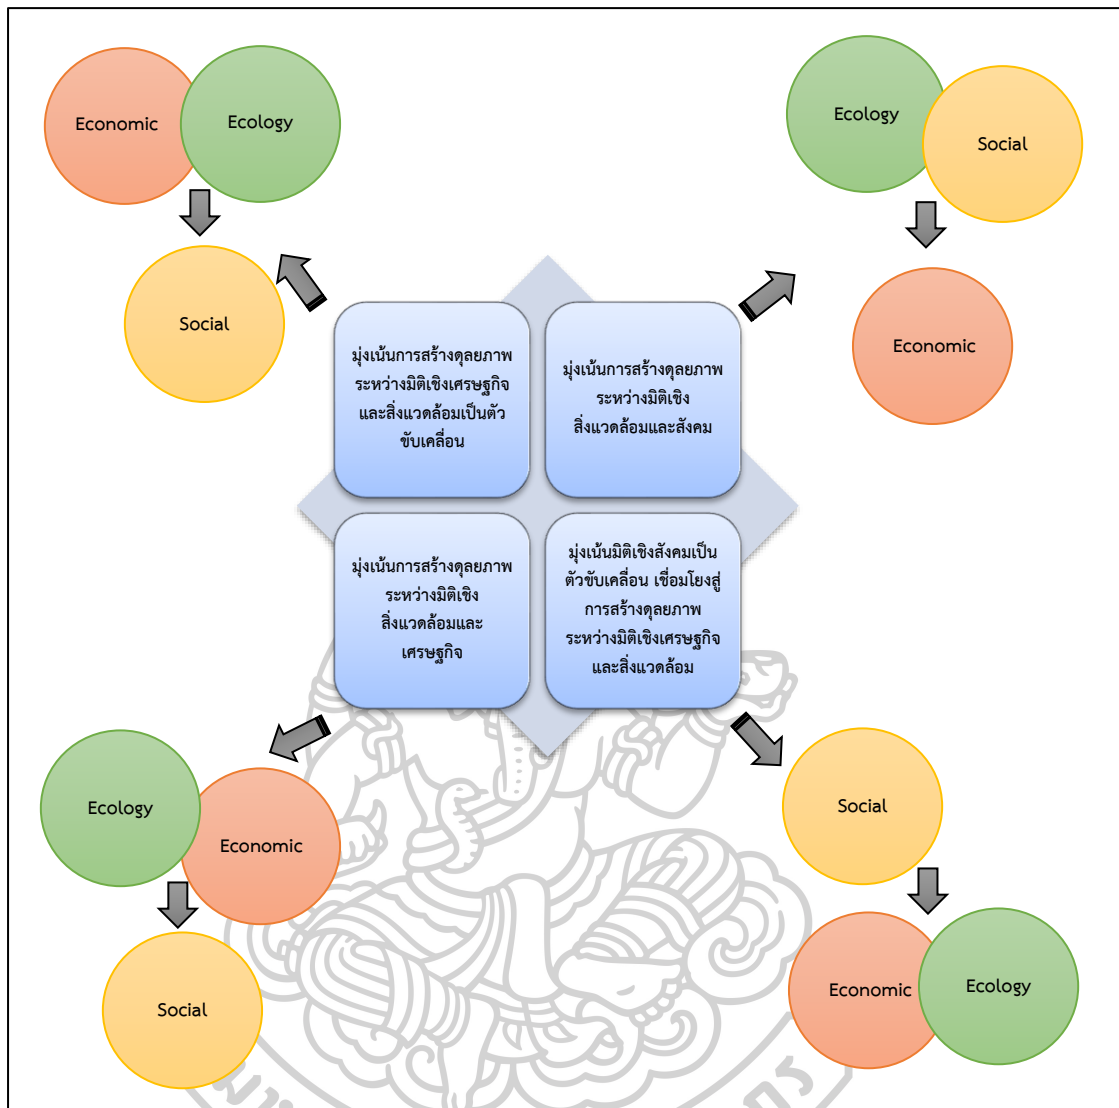 Economic
Ecology
Social
Ecology
Social
Economic
มุ่งเน้นการสร้างดุลยภาพ
ระหว่างมิติเชิงเศรษฐกิจ
และสิ่งแวดล้อมเป็นตัว
ขับเคลื่อน
มุ่งเน้นการสร้างดุลยภาพ
ระหว่างมิติเชิง
สิ่งแวดล้อมและสังคม
มุ่งเน้นการสร้างดุลยภาพ
ระหว่างมิติเชิง
สิ่งแวดล้อมและ
เศรษฐกิจ
มุ่งเน้นมิติเชิงสังคมเป็น
ตัวขับเคลื่อน เชื่อมโยงสู่
การสร้างดุลยภาพ
ระหว่างมิติเชิงเศรษฐกิจ
และสิ่งแวดล้อม
Ecology
Economic
Social
Social
Economic
Ecology